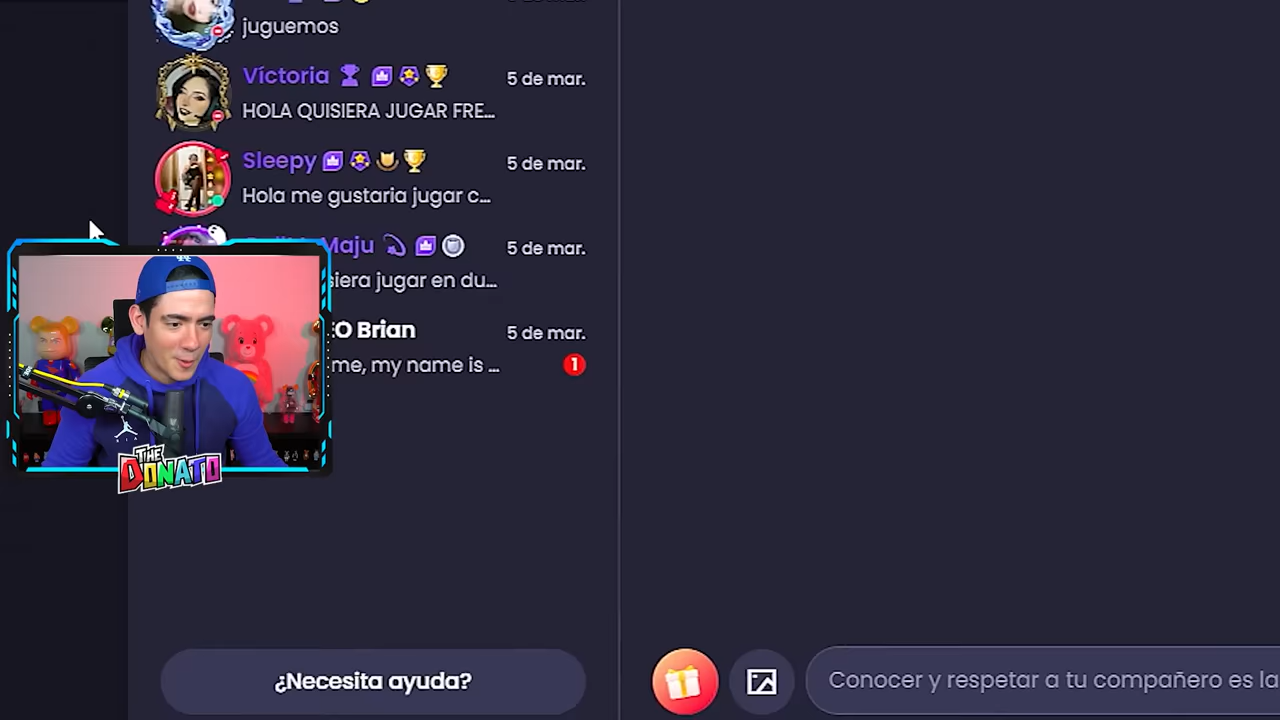 juguemos
Víctoria
5 de mar.
HOLA QUISIERA JUGAR FRE...
Sleepy
5 de mar.
Hola me gustaria jugar c...
Maju
5 de mar.
siera jugar en du...
O Brian
5 de mar.
me, my name is ...
1
THE
DONATO
¿Necesita ayuda?
Conocer y respetar a tu compañero es la